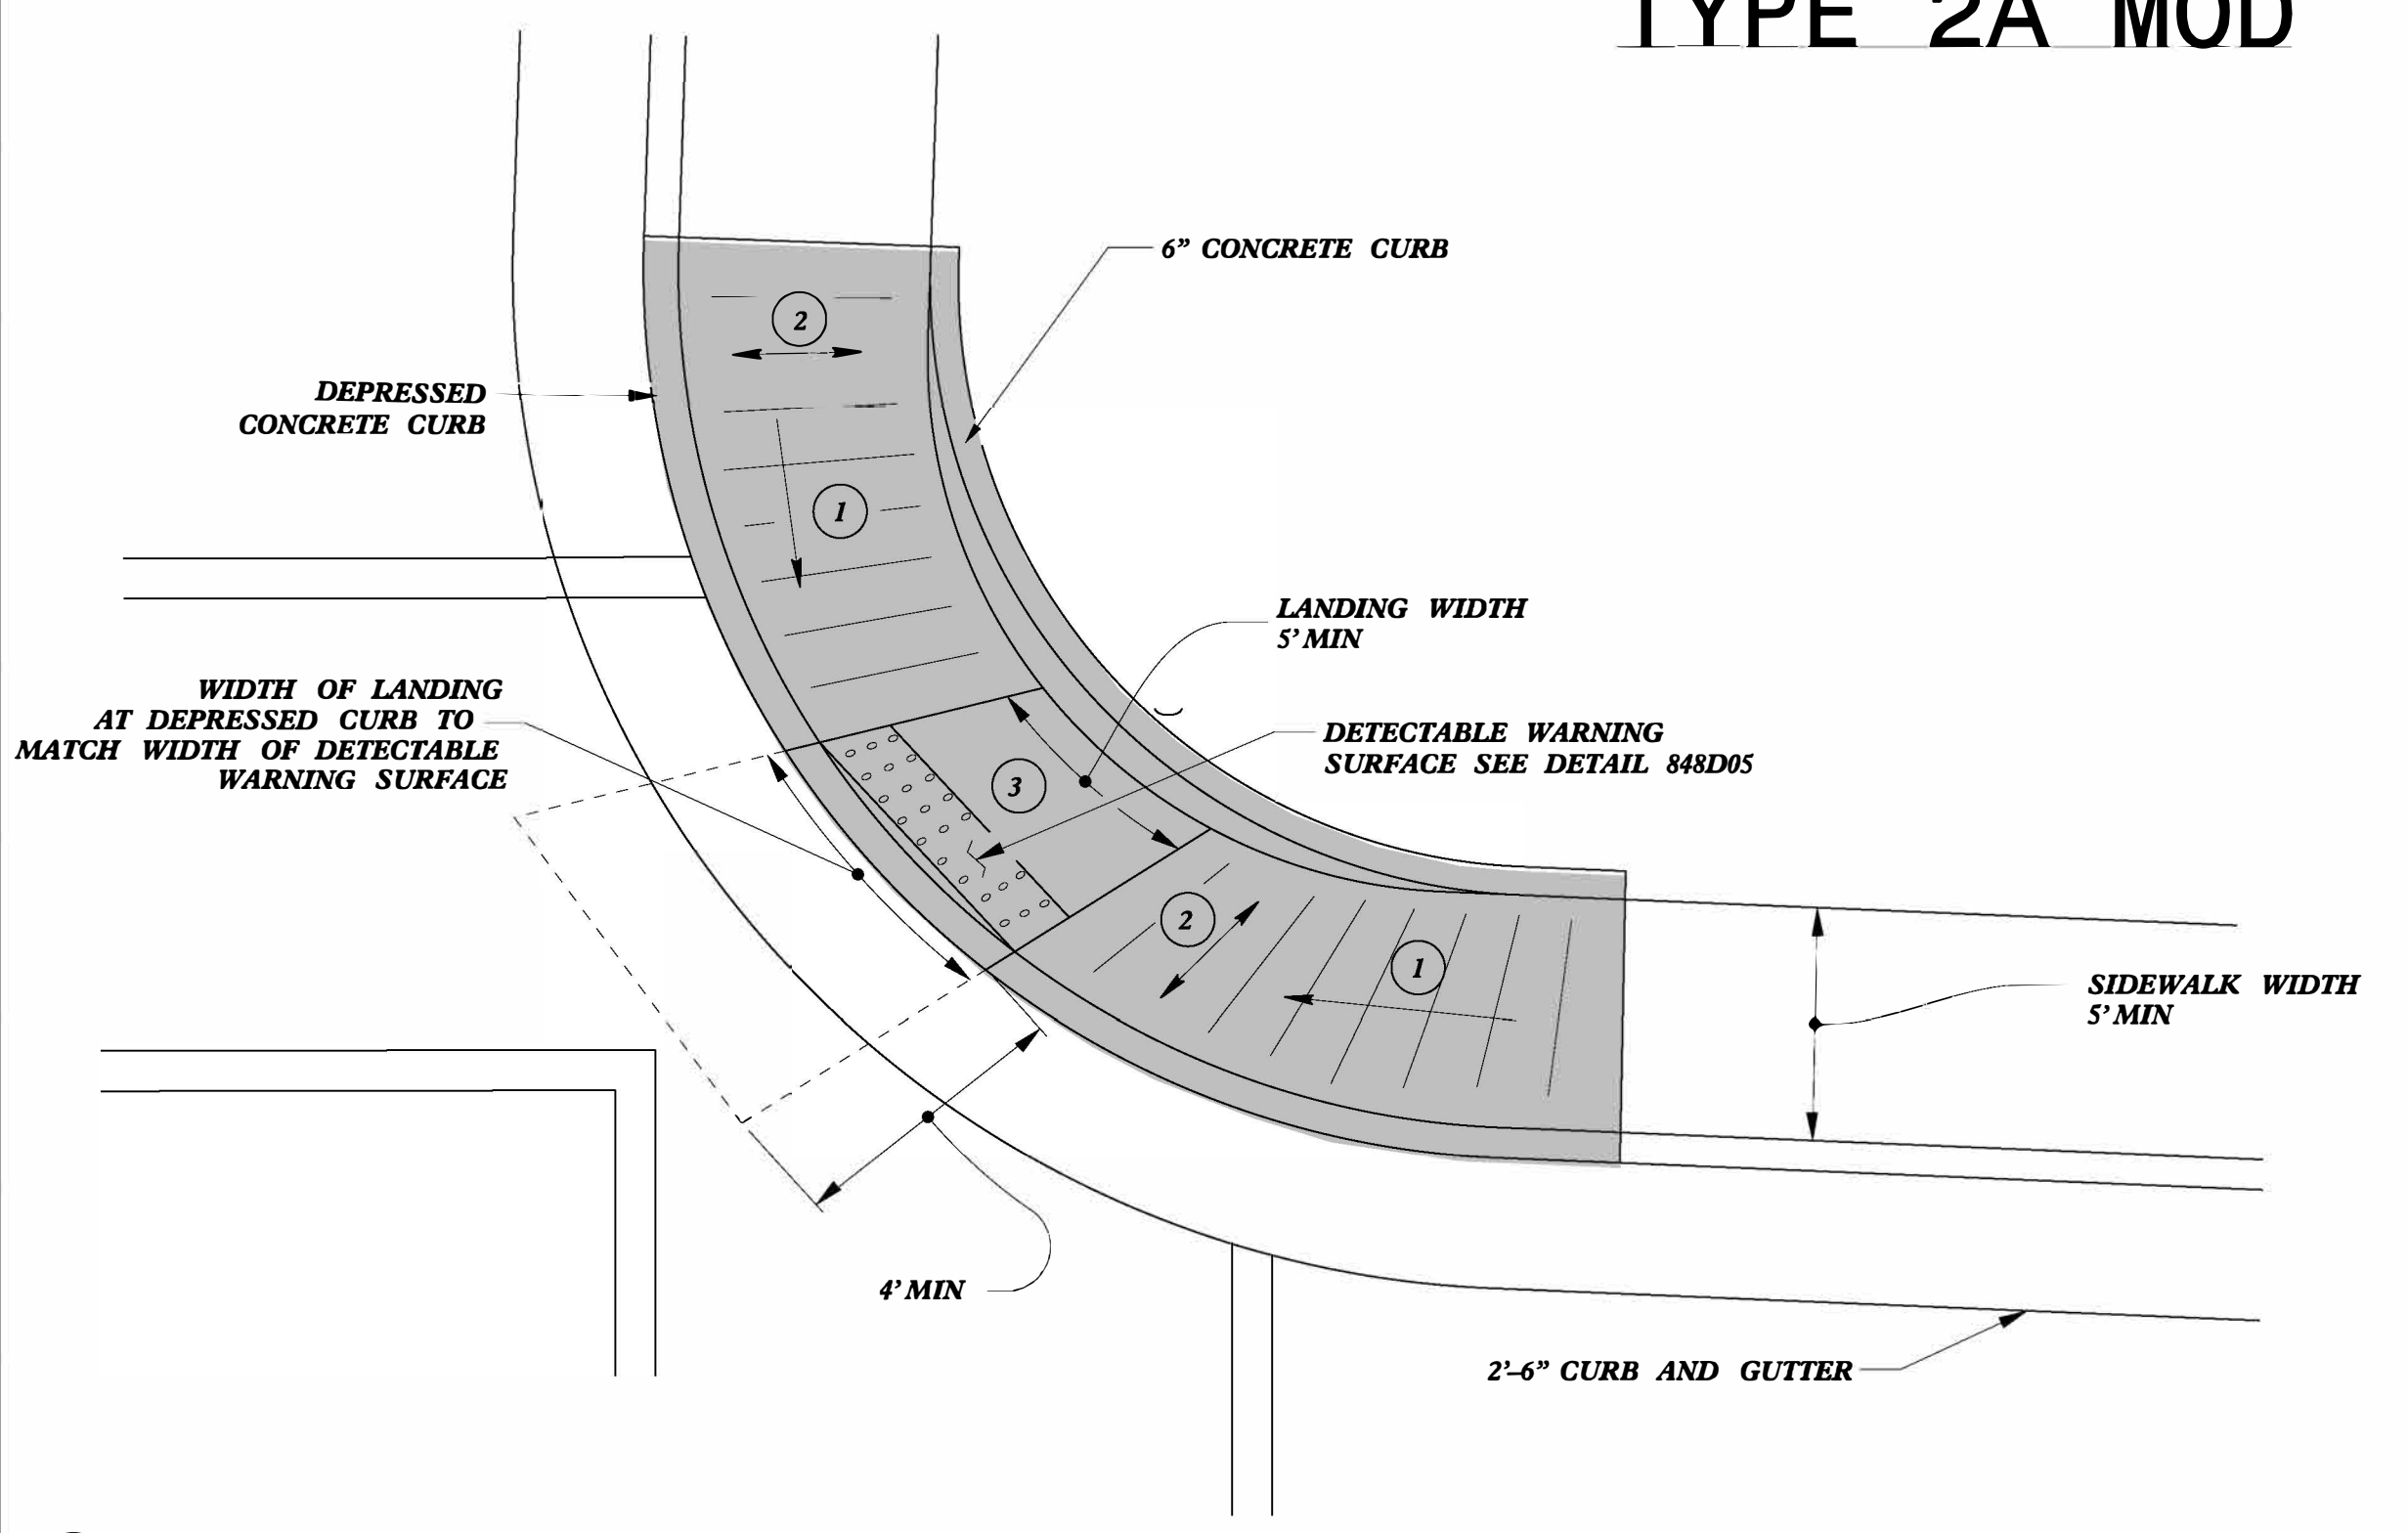 TYPE 2A MOD
6” CONCRETE CURB
2
DEPRESSED
CONCRETE CURB
1
LANDING WIDTH
5’ MIN
WIDTH OF LANDING
AT DEPRESSED CURB TO
MATCH WIDTH OF DETECTABLE
WARNING SURFACE
DETECTABLE WARNING
SURFACE SEE DETAIL 848D05
3
2
1
SIDEWALK WIDTH
5’ MIN
4’ MIN
2’–6” CURB AND GUTTER